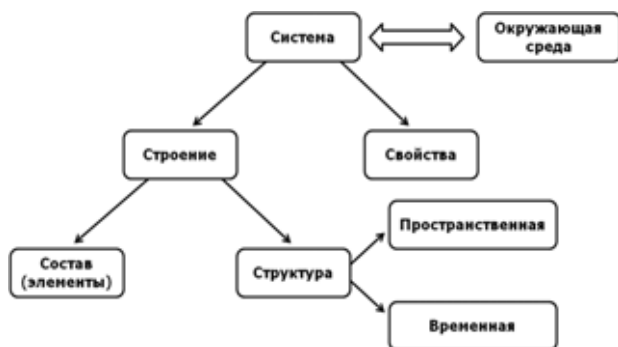 Система
Окружающая
среда
Строение
Свойства
Пространственная
Состав
(элементы)
Структура
Временная